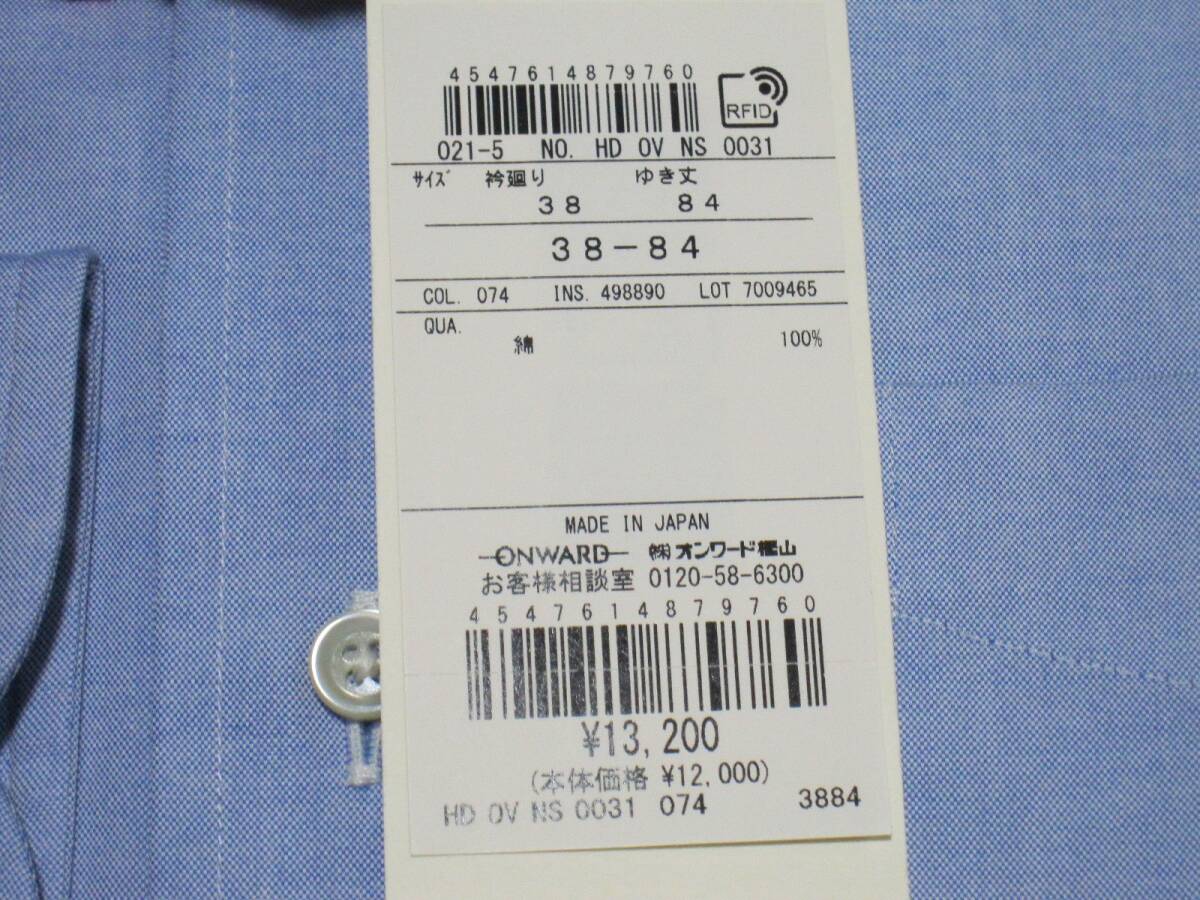 4547614879760
RFID
021-5 NO. HD OV NS 0031
ｻｲｽﾞ 衿廻り ゆき丈
38 84
38-84
COL. 074 INS. 498890 LOT 7009465
QUA.
綿 100%
MADE IN JAPAN
ONWARD ㈱オンワード樫山
お客様相談室 0120-58-6300
4547614879760
¥13,200
(本体価格 ¥12,000)
HD OV NS 0031 074 3884